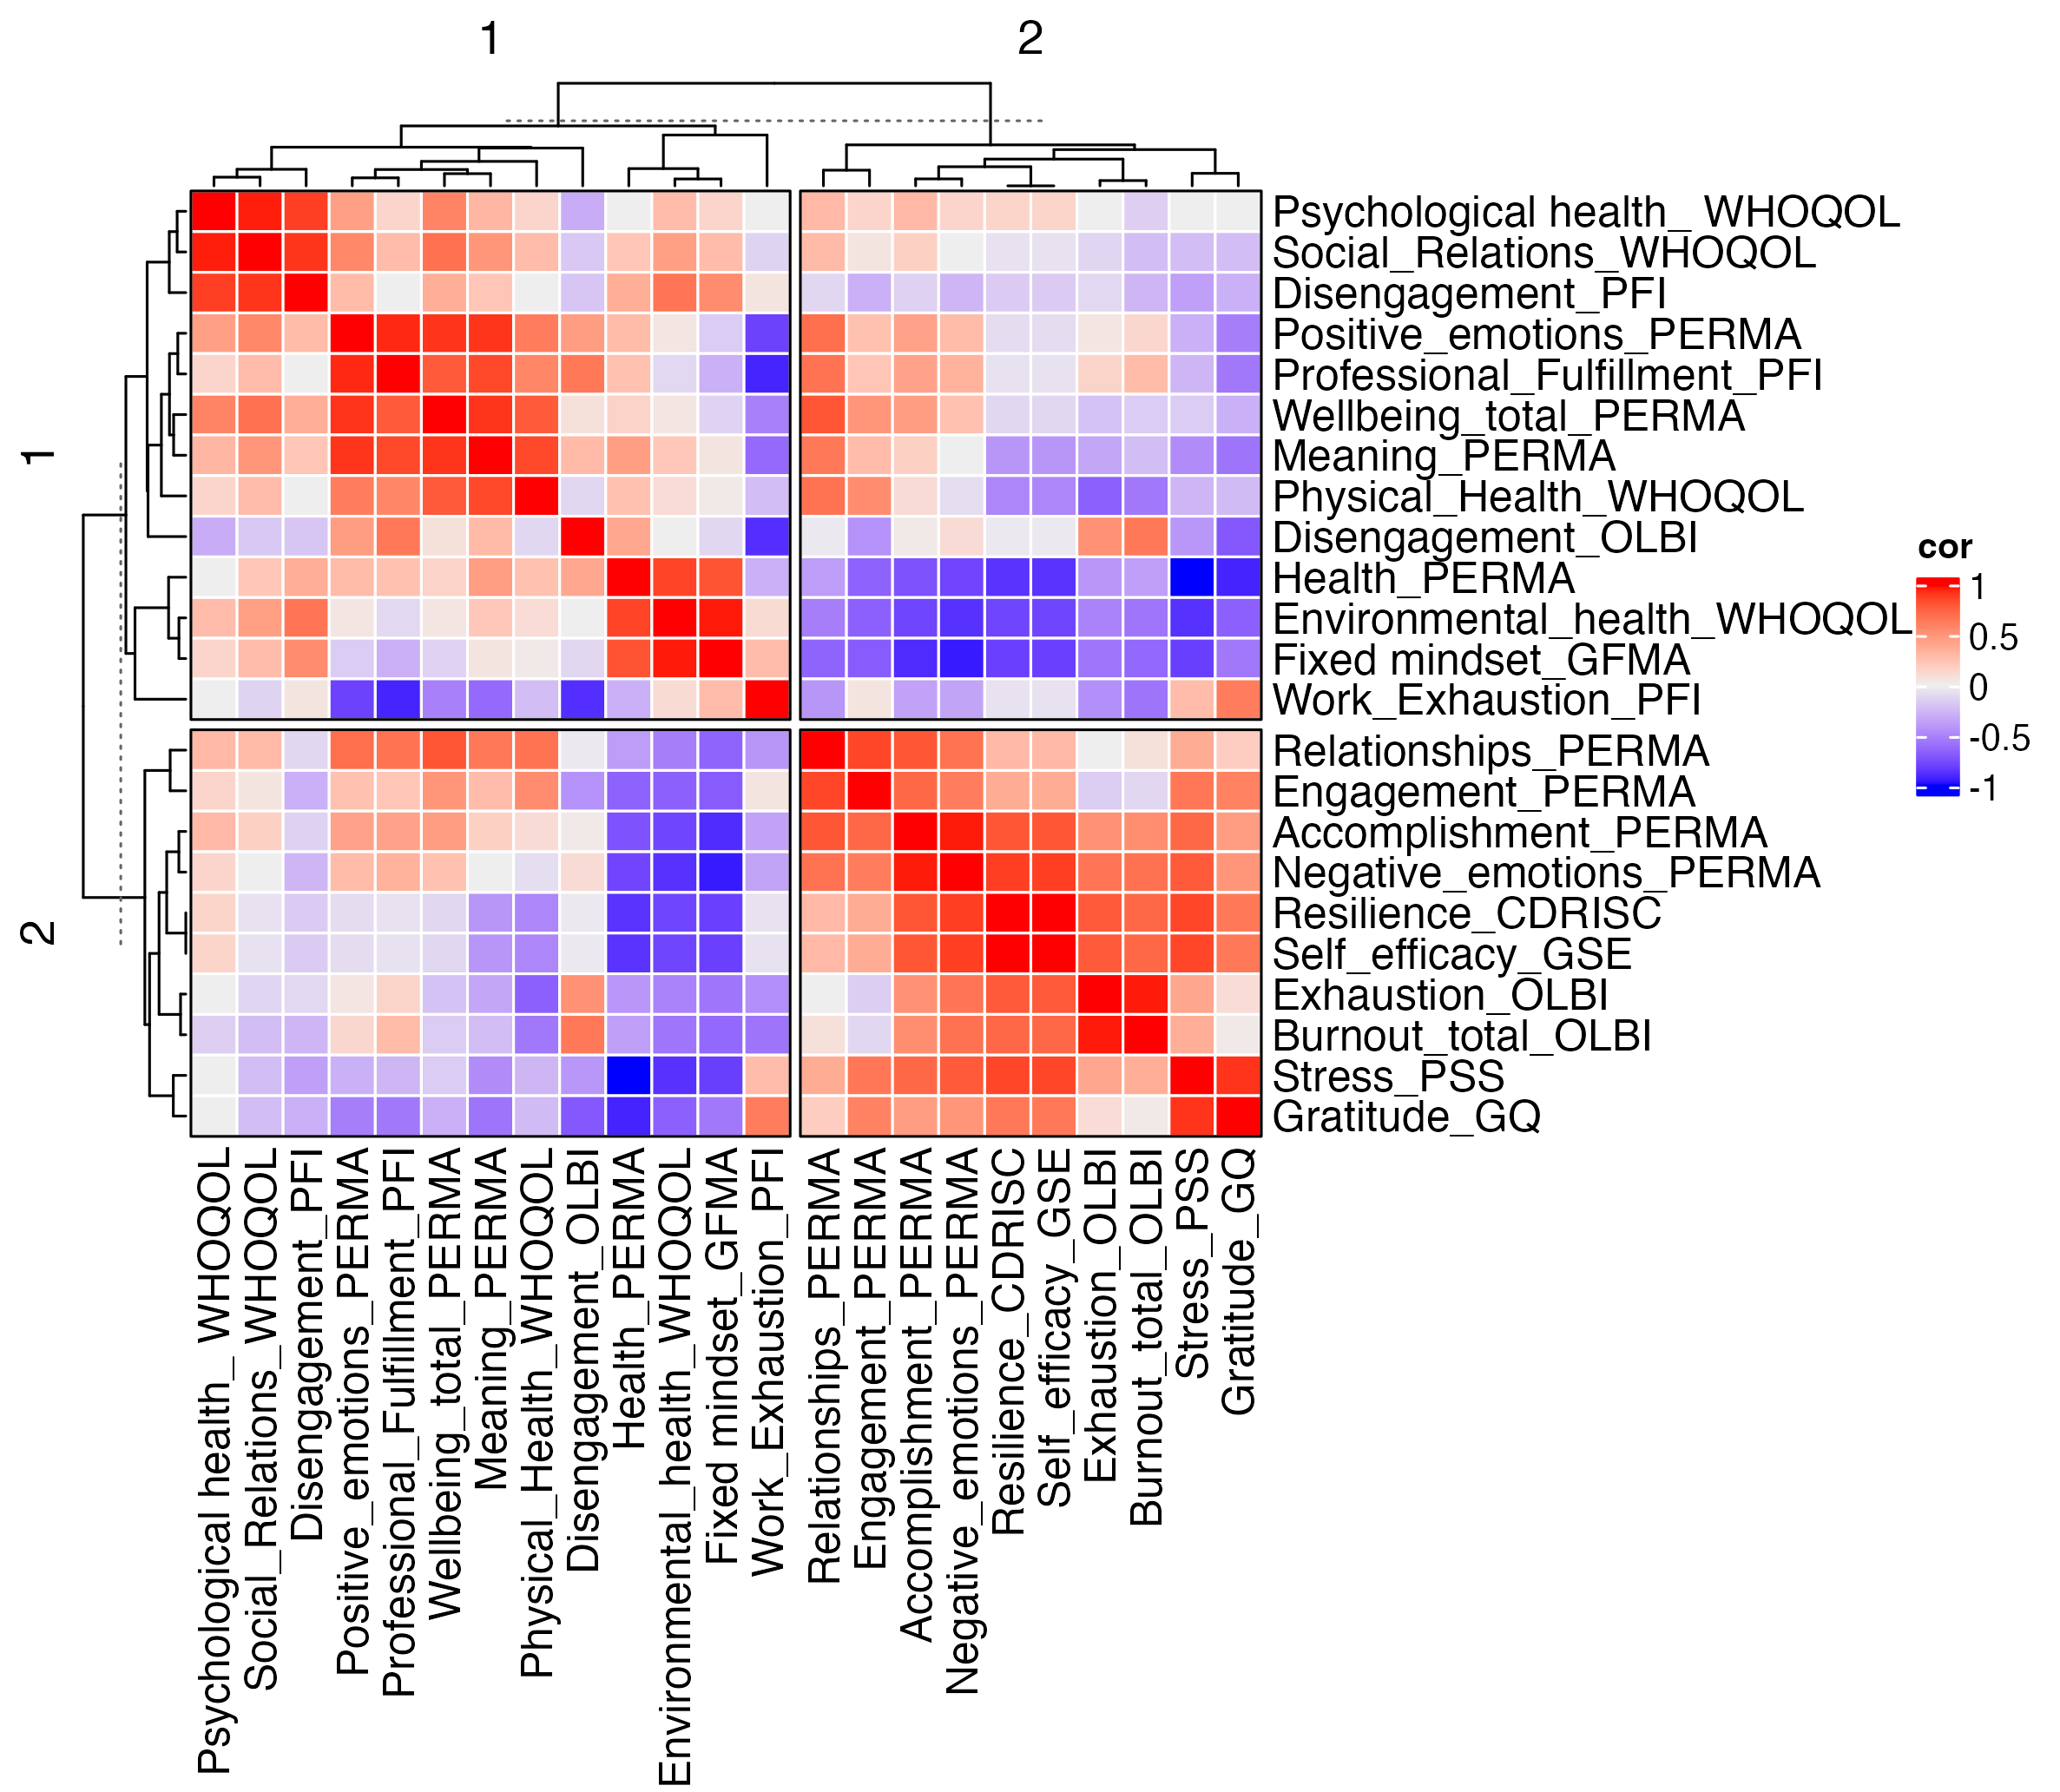 1
2
1
2
Psychological health_ WHOQOL
Social_Relations_WHOQOL
Disengagement_PFI
Positive_emotions_PERMA
Professional_Fulfillment_PFI
Wellbeing_total_PERMA
Meaning_PERMA
Physical_Health_WHOQOL
Disengagement_OLBI
Health_PERMA
Environmental_health_WHOQOL
Fixed mindset_GFMA
Work_Exhaustion_PFI
Relationships_PERMA
Engagement_PERMA
Accomplishment_PERMA
Negative_emotions_PERMA
Resilience_CDRISC
Self_efficacy_GSE
Exhaustion_OLBI
Burnout_total_OLBI
Stress_PSS
Gratitude_GQ
cor
1
0.5
0
-0.5
-1
Psychological health_ WHOQOL
Social_Relations_WHOQOL
Disengagement_PFI
Positive_emotions_PERMA
Professional_Fulfillment_PFI
Wellbeing_total_PERMA
Meaning_PERMA
Physical_Health_WHOQOL
Disengagement_OLBI
Health_PERMA
Environmental_health_WHOQOL
Fixed mindset_GFMA
Work_Exhaustion_PFI
Relationships_PERMA
Engagement_PERMA
Accomplishment_PERMA
Negative_emotions_PERMA
Resilience_CDRISC
Self_efficacy_GSE
Exhaustion_OLBI
Burnout_total_OLBI
Stress_PSS
Gratitude_GQ